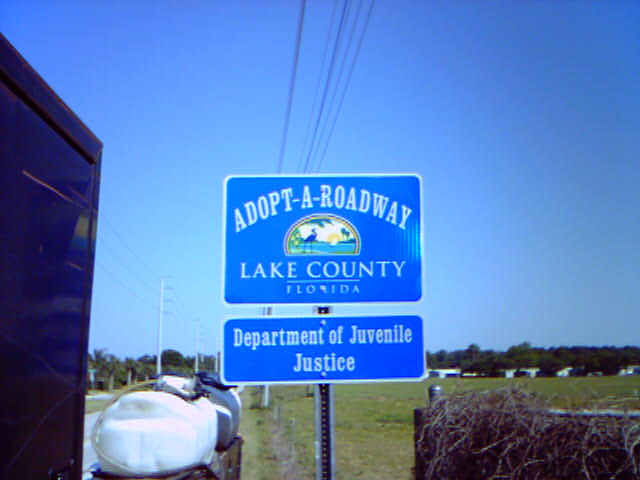 ADOPT-A-ROADWAY
LAKE COUNTY
FLORIDA
Department of Juvenile
Justice